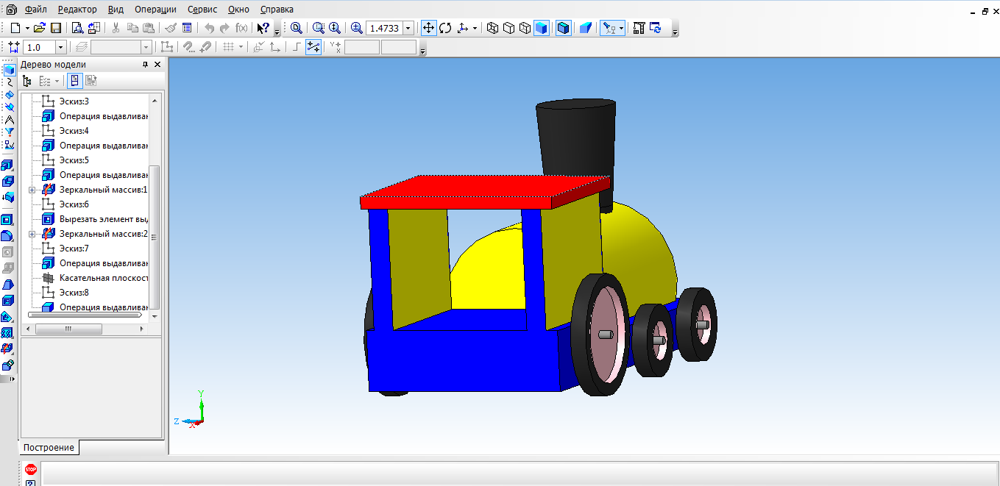 Файл Редактор Вид Операции Сервис Окно Справка
1.4733
1.0
Дерево модели
Эскиз:3
Операция выдавливан
Эскиз:4
Операция выдавливан
Эскиз:5
Операция выдавливан
Зеркальный массив:1
Эскиз:6
Вырезать элемент вы
Зеркальный массив:2
Эскиз:7
Операция выдавливан
Касательная плоскост
Эскиз:8
Операция выдавливан
Y
Z
X
Построение
STOP